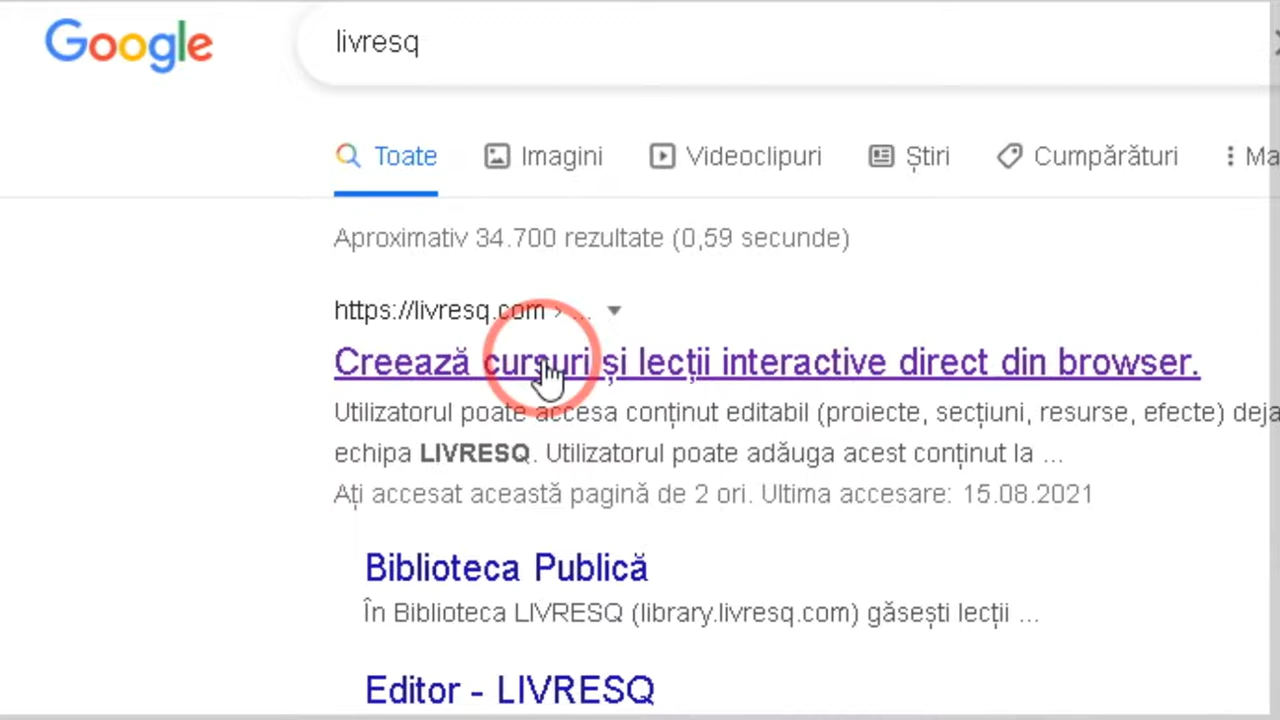 Google
livresq
Toate Imagini Videoclipuri Știri Cumpărături Ma
Aproximativ 34.700 rezultate (0,59 secunde)
https://livresq.com › ...
Creează cursuri și lecții interactive direct din browser.
Utilizatorul poate accesa conținut editabil (proiecte, secțiuni, resurse, efecte) deja
echipa LIVRESQ. Utilizatorul poate adăuga acest conținut la ...
Ați accesat această pagină de 2 ori. Ultima accesare: 15.08.2021
Biblioteca Publică
În Biblioteca LIVRESQ (library.livresq.com) găsești lecții ...
Editor - LIVRESQ